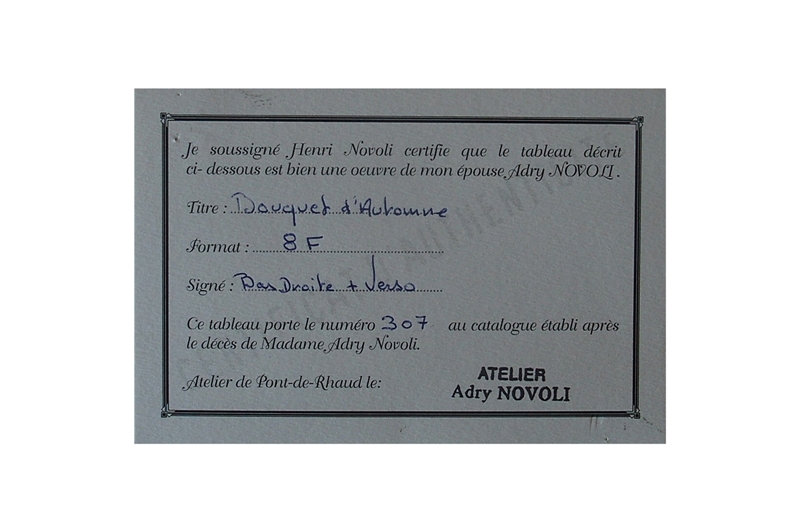 Je soussigné Henri Novoli certifie que le tableau décrit
ci-dessous est bien une oeuvre de mon épouse Adry NOVOLI.
Titre : Bouquet d'Automne
Format : 8 F
Signé : Bas Droite + Verso
Ce tableau porte le numéro 307 au catalogue établi après
le décès de Madame Adry Novoli.
Atelier de Pont-de-Rhaud le:
ATELIER
Adry NOVOLI